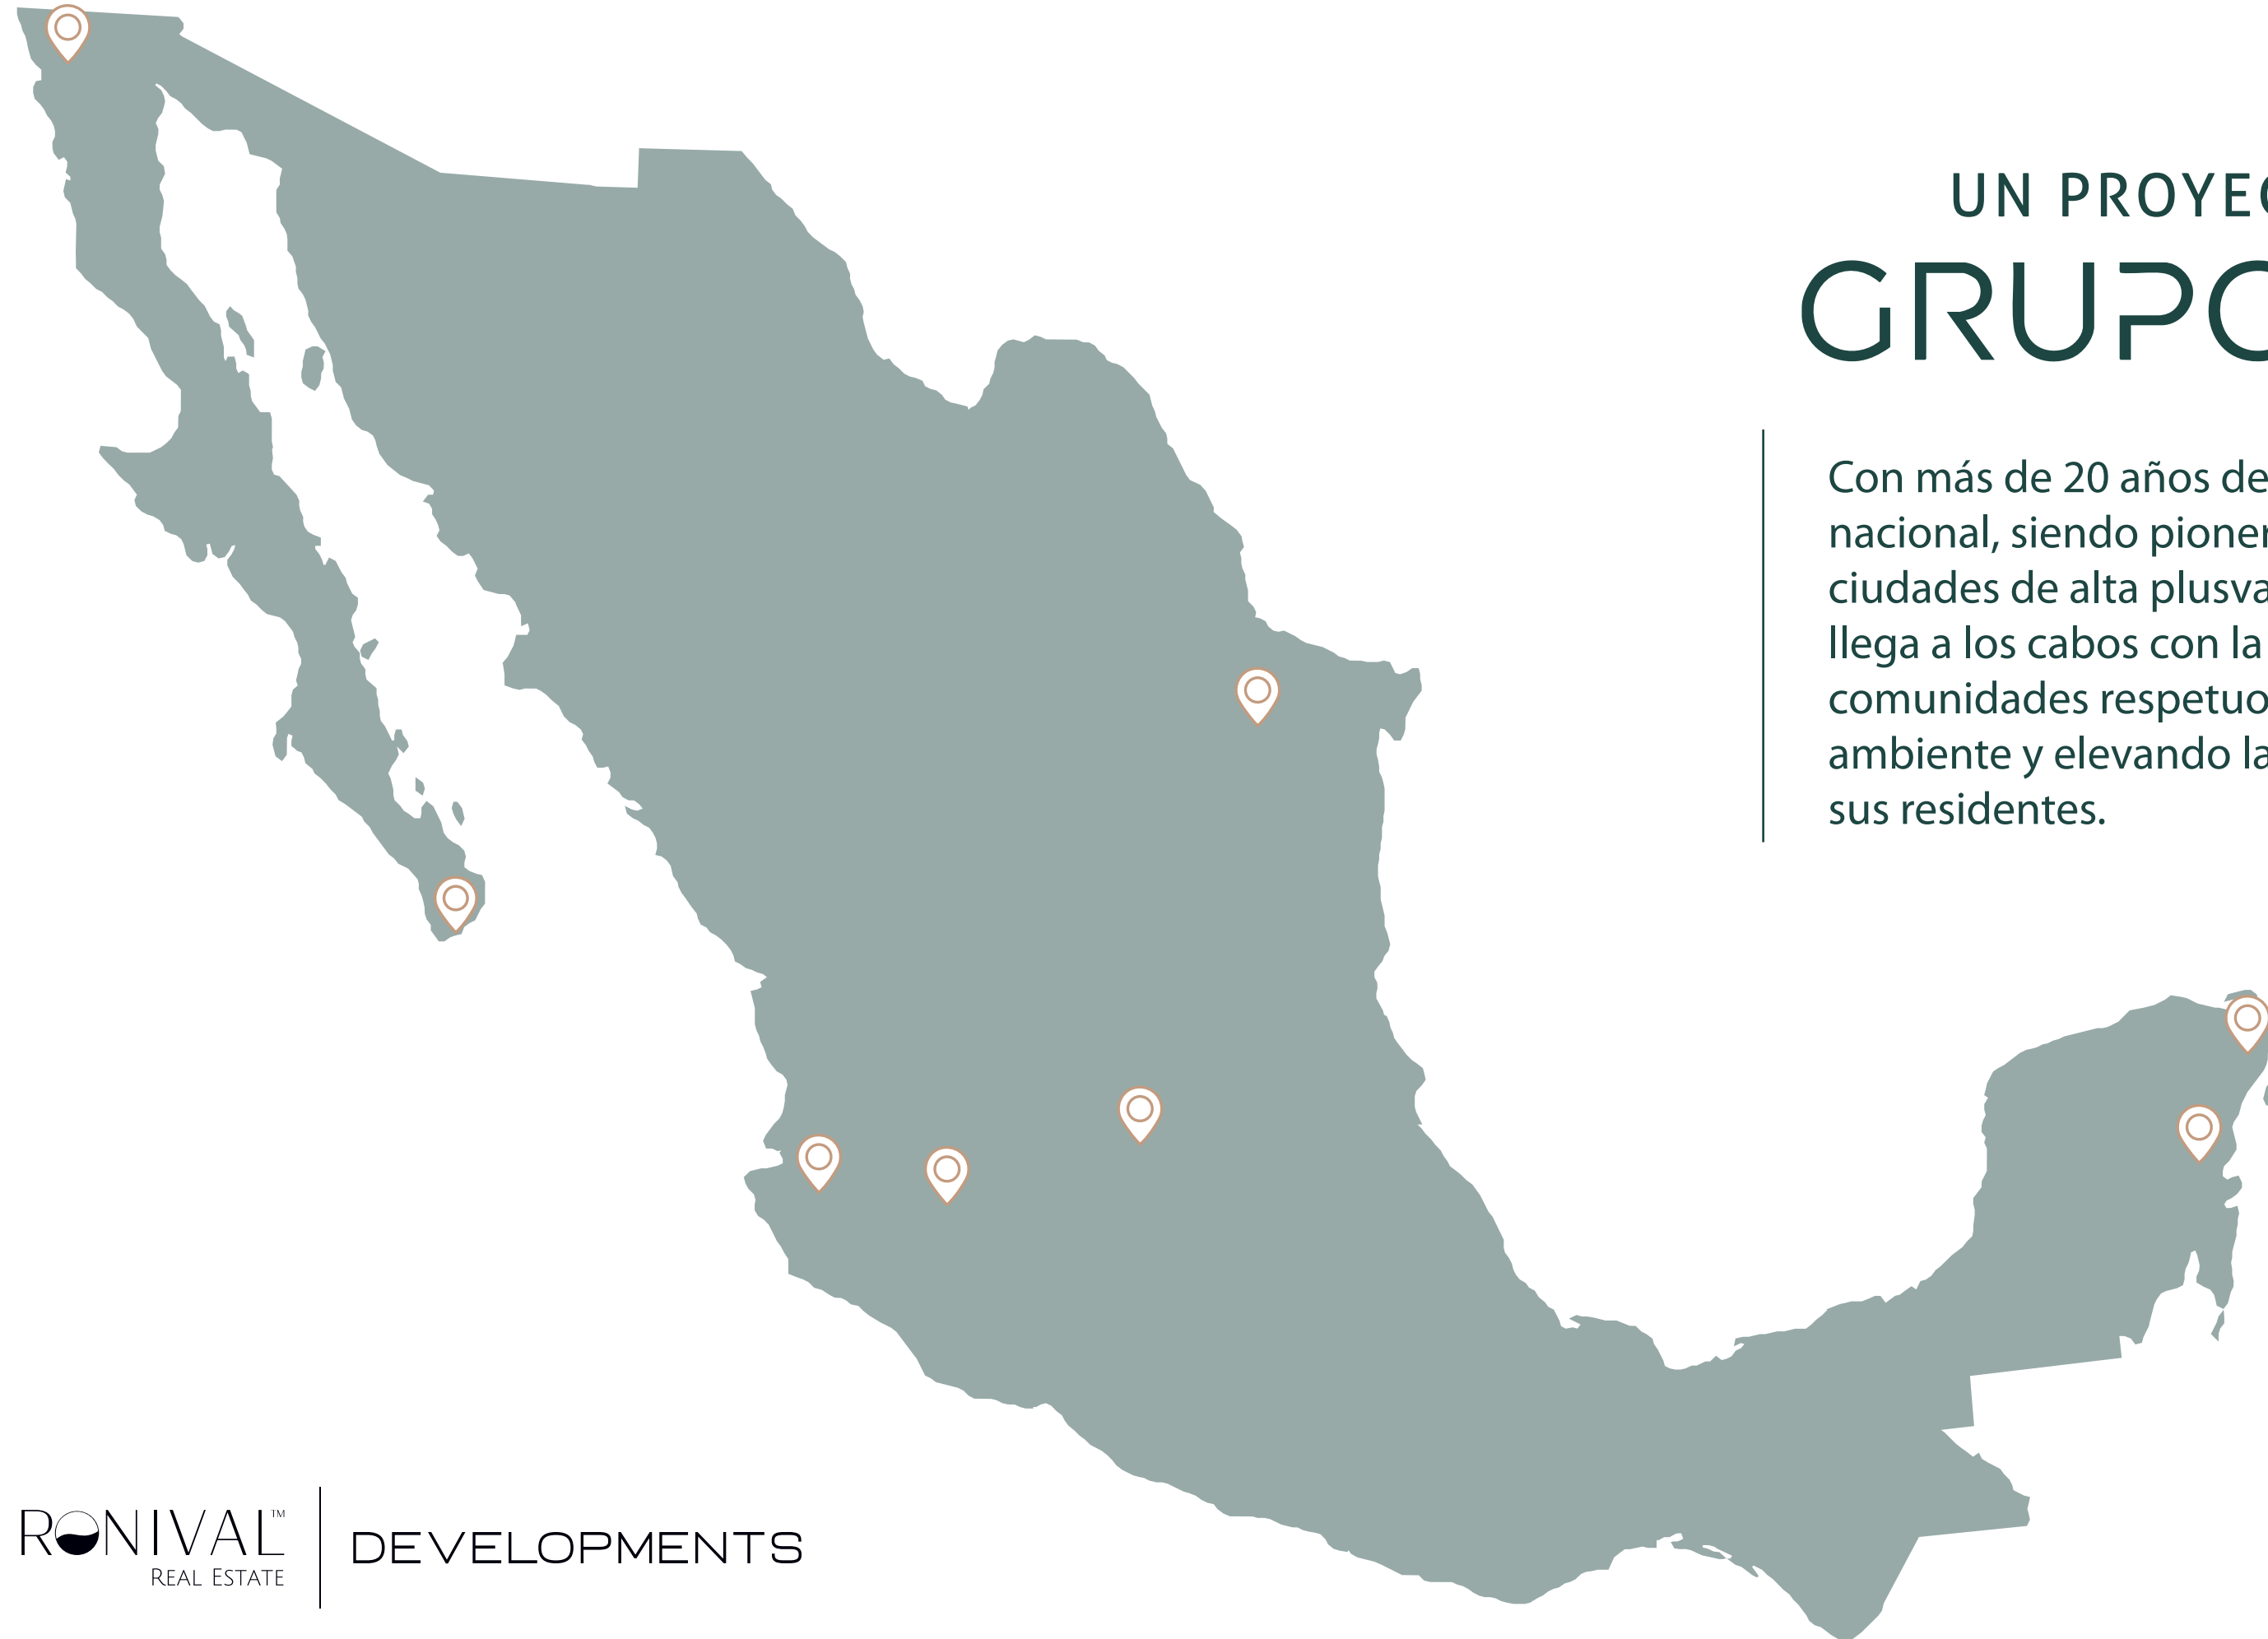 UN PROYE
GRUPO
Con más de 20 años de
nacional, siendo pioner
ciudades de alta plusva
llega a los cabos con la
comunidades respetuo
ambiente y elevando la
sus residentes.
RONIVAL™
REAL ESTATE
DEVELOPMENTS